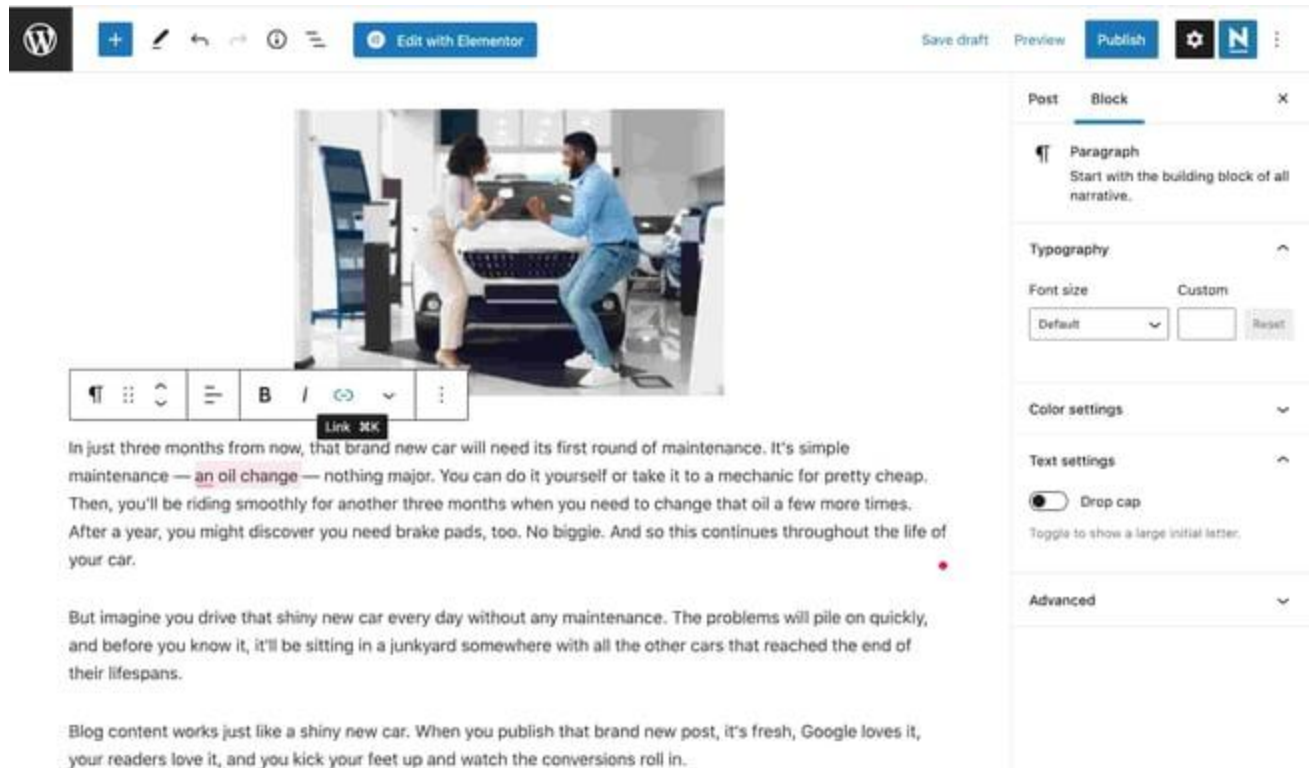 Edit with Elementor
Save draft
Preview
Publish
Post
Block
Paragraph
Start with the building block of all
narrative.
Typography
Font size
Custom
Default
Reset
Color settings
Text settings
Drop cap
Toggle to show a large initial letter.
Advanced
B I
Link ⌘K
In just three months from now, that brand new car will need its first round of maintenance. It's simple
maintenance — an oil change — nothing major. You can do it yourself or take it to a mechanic for pretty cheap.
Then, you'll be riding smoothly for another three months when you need to change that oil a few more times.
After a year, you might discover you need brake pads, too. No biggie. And so this continues throughout the life of
your car.
But imagine you drive that shiny new car every day without any maintenance. The problems will pile on quickly,
and before you know it, it'll be sitting in a junkyard somewhere with all the other cars that reached the end of
their lifespans.
Blog content works just like a shiny new car. When you publish that brand new post, it's fresh, Google loves it,
your readers love it, and you kick your feet up and watch the conversions roll in.